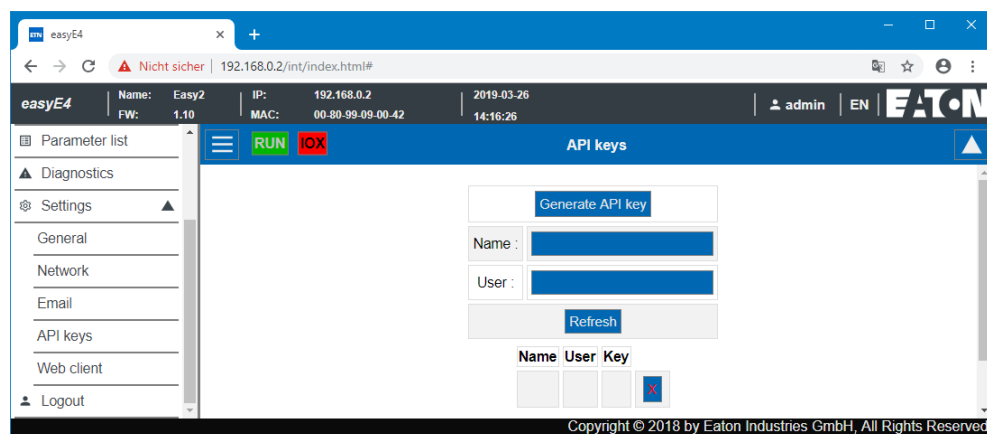 ETN easyE4
Nicht sicher | 192.168.0.2/int/index.html#
easyE4
Name: Easy2
FW: 1.10
IP: 192.168.0.2
MAC: 00-80-99-09-00-42
2019-03-26
14:16:26
admin
EN
EATON
Parameter list
Diagnostics
Settings
General
Network
Email
API keys
Web client
Logout
RUN IOX
API keys
Generate API key
Name :
User :
Refresh
Name User Key
X
Copyright © 2018 by Eaton Industries GmbH, All Rights Reserved